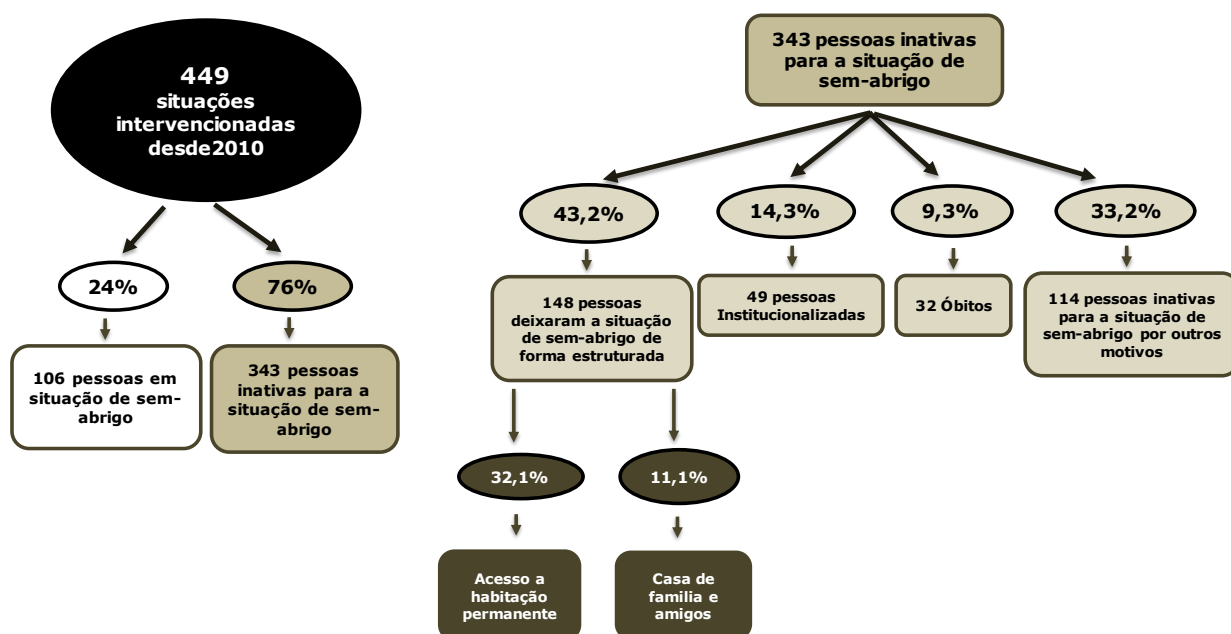 449
situações
intervencionadas
desde2010
24%
76%
106 pessoas em
situação de sem-
abrigo
343 pessoas
inativas para a
situação de sem-
abrigo
343 pessoas inativas
para a situação de
sem-abrigo
43,2%
14,3%
9,3%
33,2%
148 pessoas
deixaram a situação
de sem-abrigo de
forma estruturada
49 pessoas
Institucionalizadas
32 Óbitos
114 pessoas inativas
para a situação de
sem-abrigo por outros
motivos
32,1%
11,1%
Acesso a
habitação
permanente
Casa de
familia e
amigos